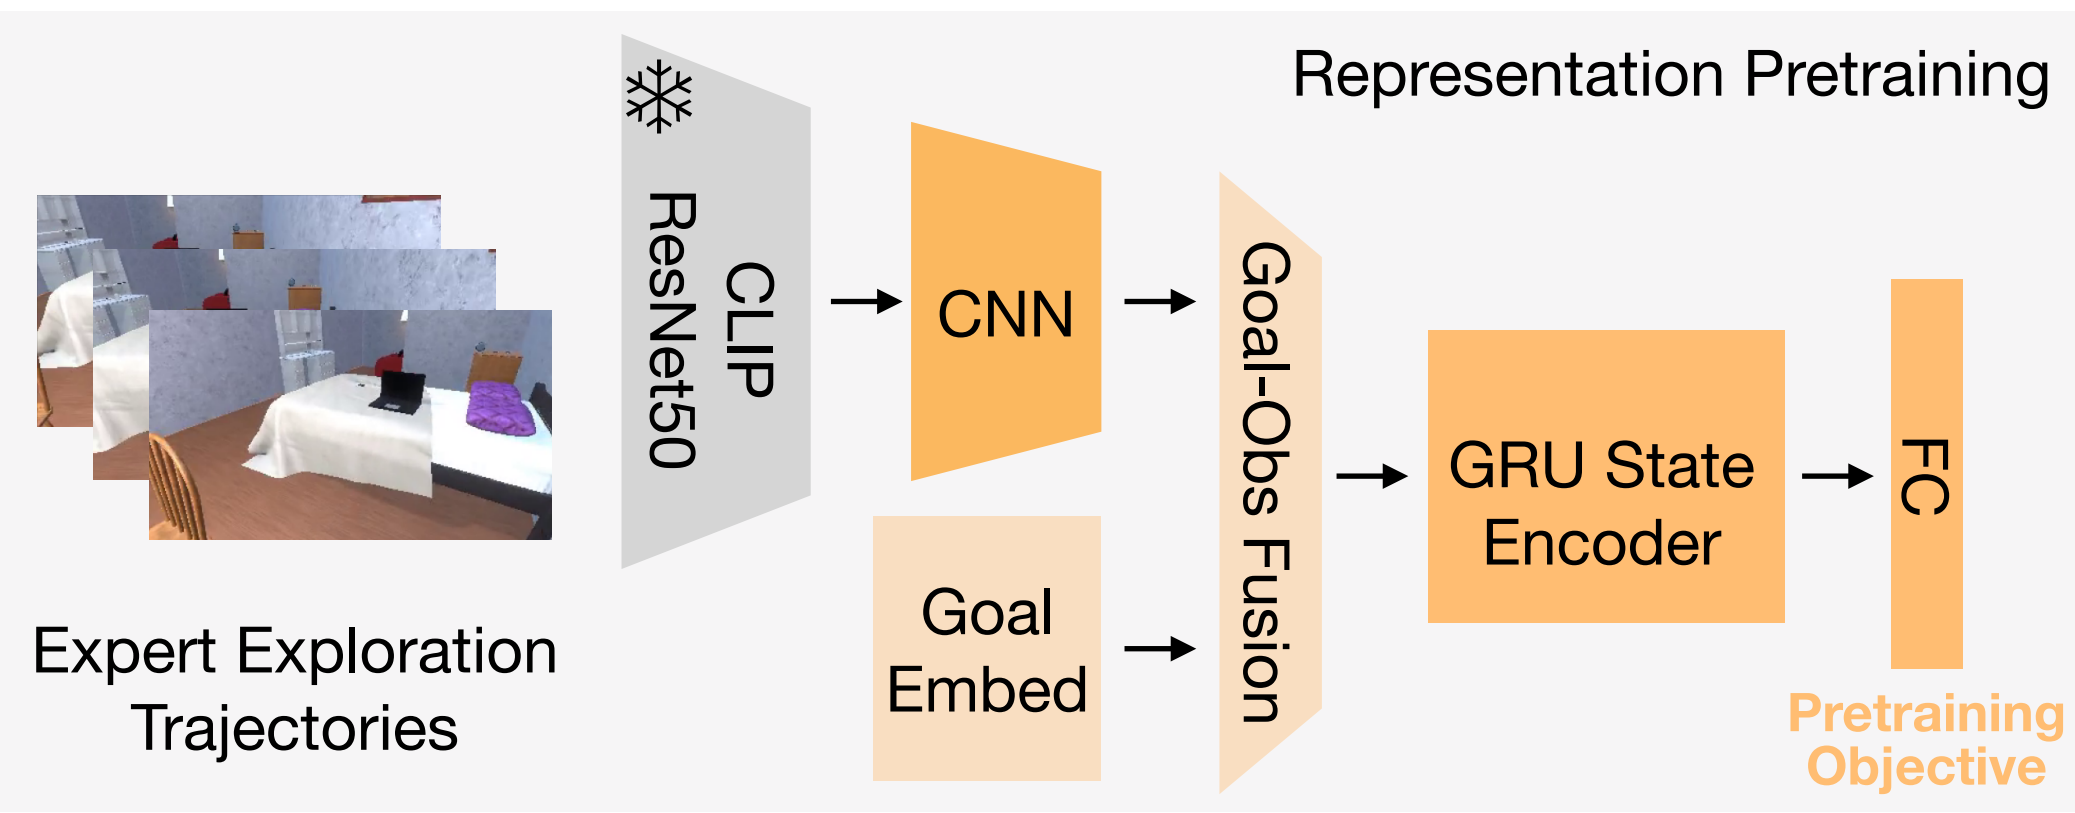 Representation Pretraining
Expert Exploration
Trajectories
CLIP
ResNet50
CNN
Goal
Embed
Goal-Obs Fusion
GRU State
Encoder
FC
Pretraining
Objective